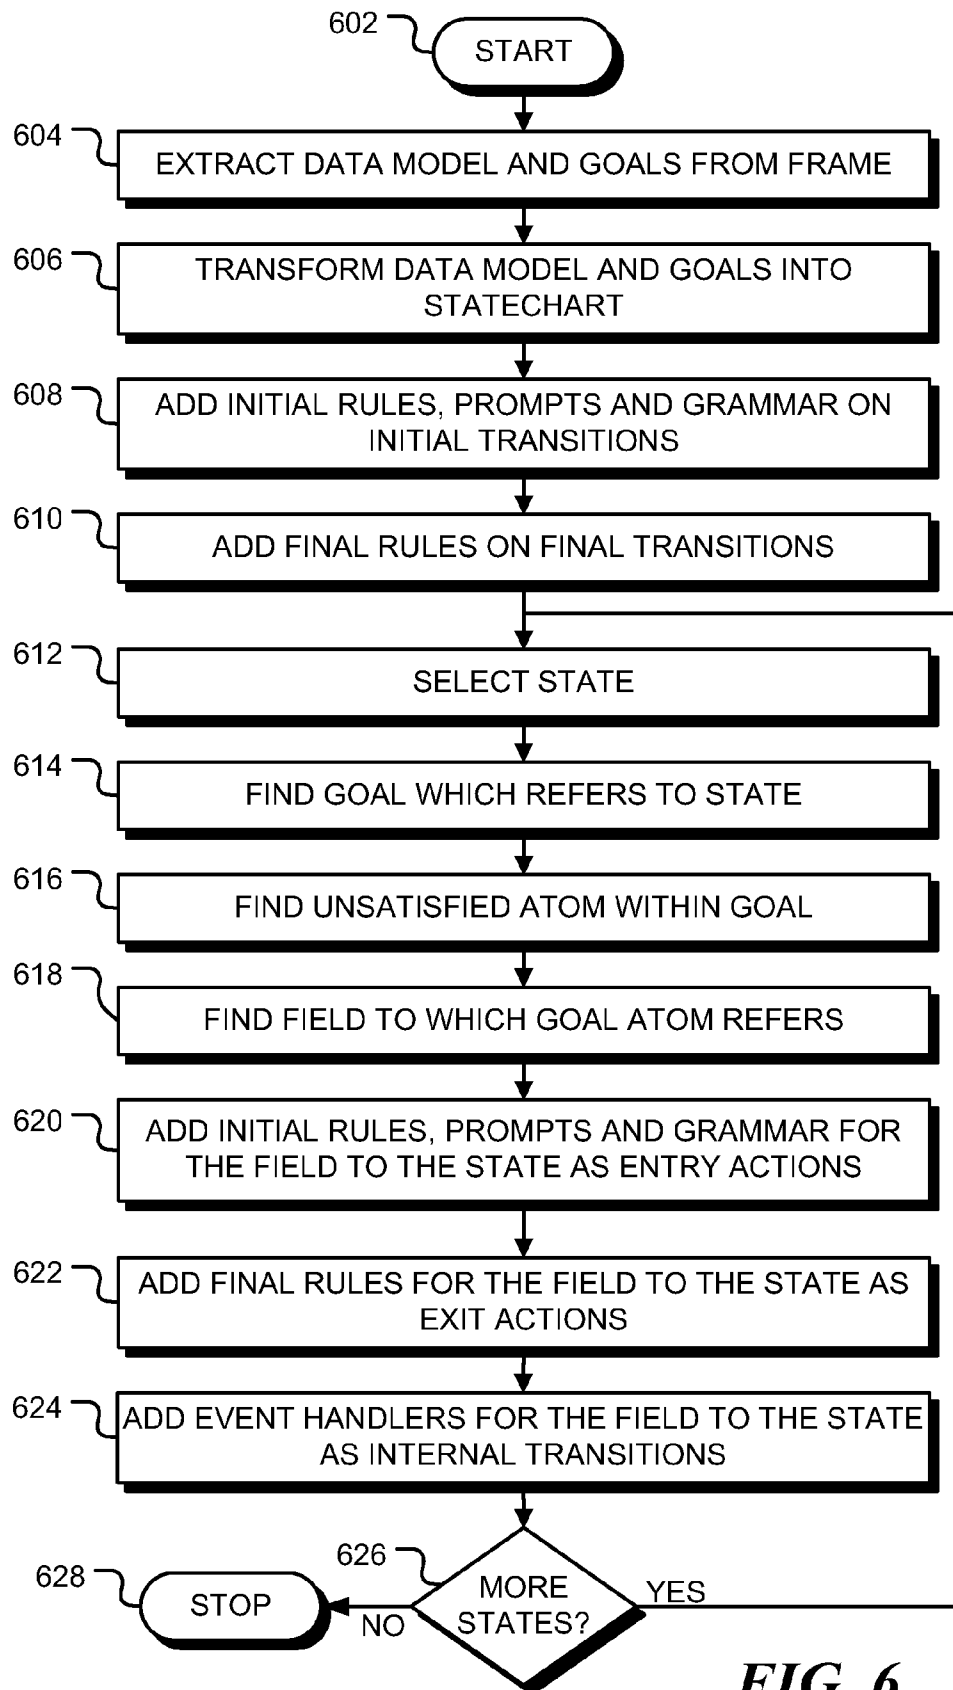 602
START
604
EXTRACT DATA MODEL AND GOALS FROM FRAME
606
TRANSFORM DATA MODEL AND GOALS INTO
STATECHART
608
ADD INITIAL RULES, PROMPTS AND GRAMMAR ON
INITIAL TRANSITIONS
610
ADD FINAL RULES ON FINAL TRANSITIONS
612
SELECT STATE
614
FIND GOAL WHICH REFERS TO STATE
616
FIND UNSATISFIED ATOM WITHIN GOAL
618
FIND FIELD TO WHICH GOAL ATOM REFERS
620
ADD INITIAL RULES, PROMPTS AND GRAMMAR FOR
THE FIELD TO THE STATE AS ENTRY ACTIONS
622
ADD FINAL RULES FOR THE FIELD TO THE STATE AS
EXIT ACTIONS
624
ADD EVENT HANDLERS FOR THE FIELD TO THE STATE
AS INTERNAL TRANSITIONS
626
MORE
STATES?
YES
NO
628
STOP
FIG. 6